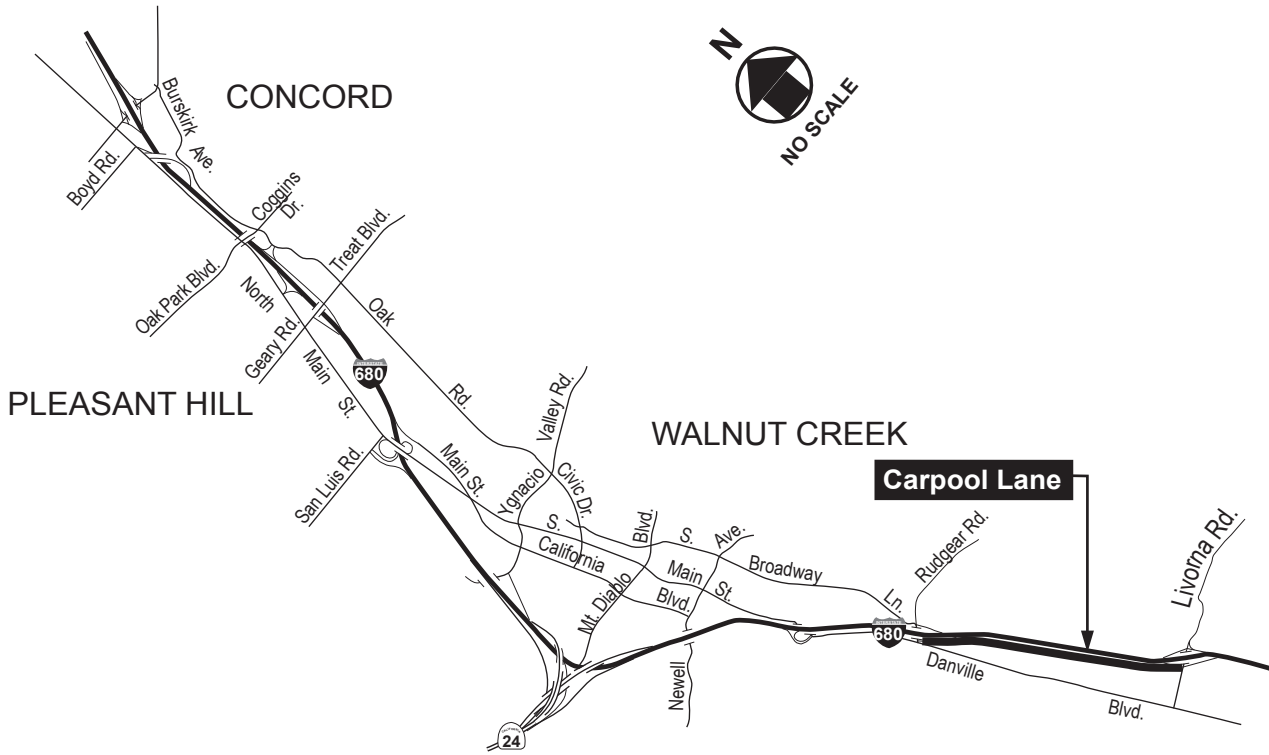 N
NO SCALE
CONCORD
Burskirk
Ave.
Boyd Rd.
Coggins
Dr.
Oak Park Blvd.
Treat Blvd.
North
Main
St.
Geary Rd.
Oak
Rd.
680
PLEASANT HILL
San Luis Rd.
Main St.
Valley Rd.
Ygnacio
Civic Dr.
WALNUT CREEK
Carpool Lane
S.
California
Blvd.
Mt. Diablo
Blvd.
S.
Broadway
Ln.
Main
St.
Ave.
Newell
Rudgear Rd.
680
Danville
Blvd.
Livorna Rd.
24